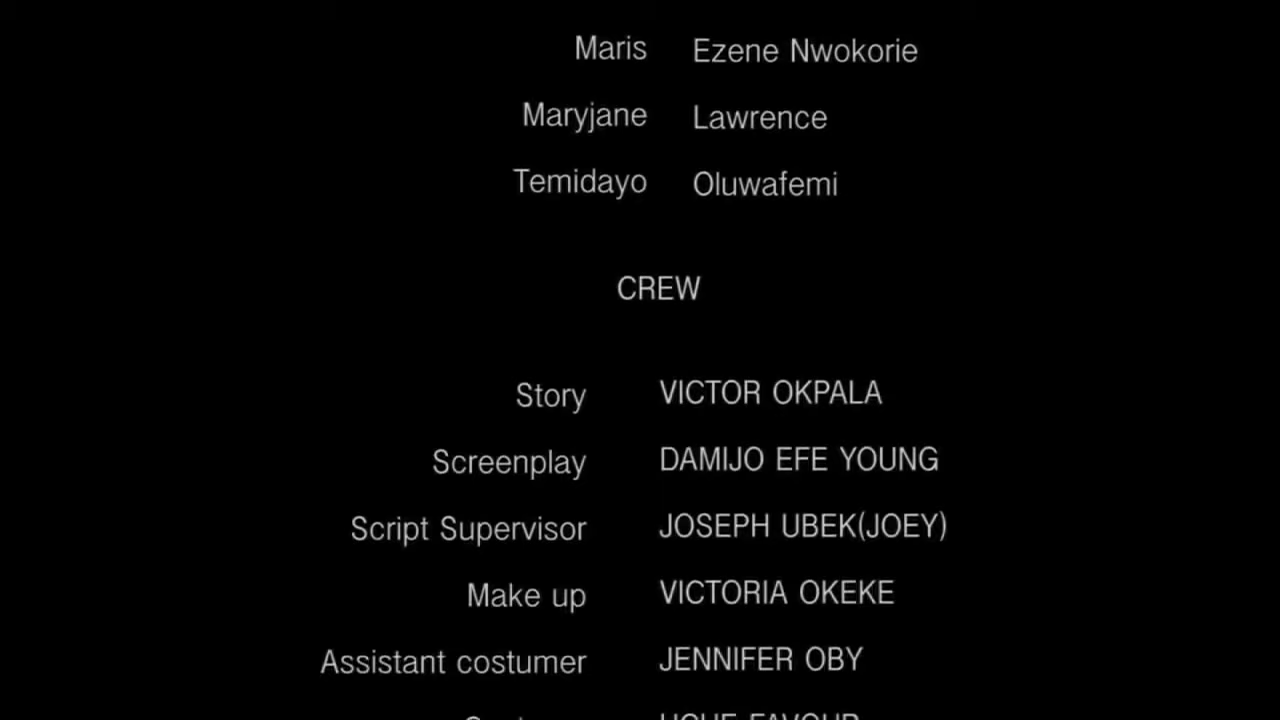 Maris Ezene Nwokorie
Maryjane Lawrence
Temidayo Oluwafemi
CREW
Story VICTOR OKPALA
Screenplay DAMIJO EFE YOUNG
Script Supervisor JOSEPH UBEK(JOEY)
Make up VICTORIA OKEKE
Assistant costumer JENNIFER OBY
FAVOUR